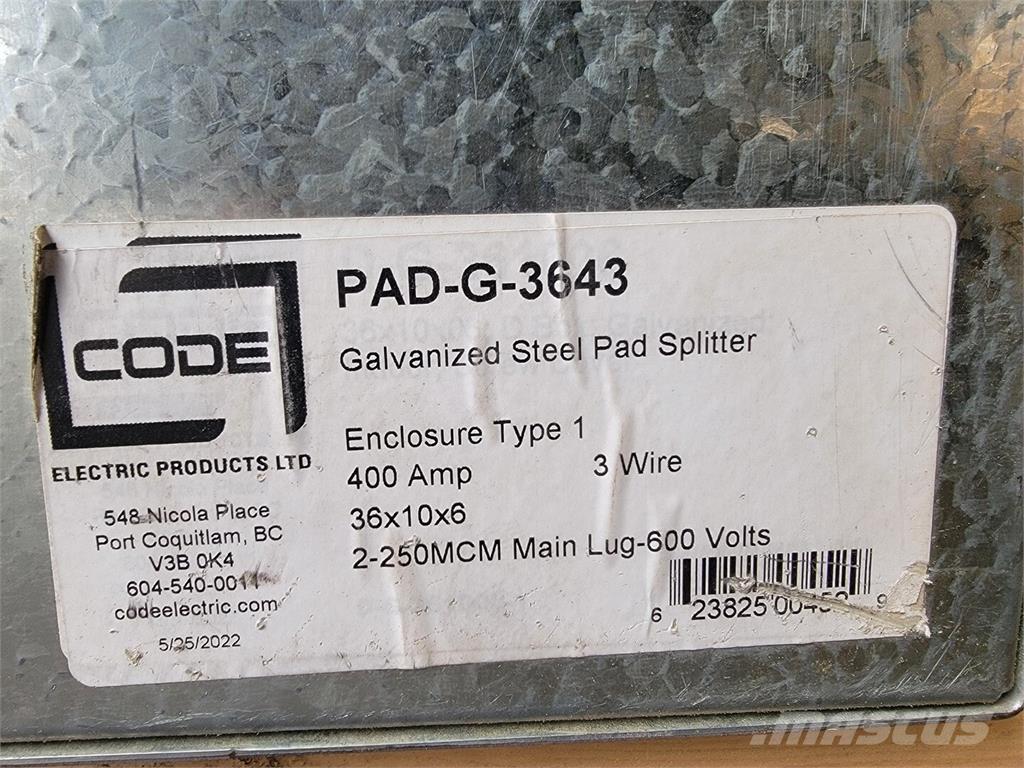 CODE
ELECTRIC PRODUCTS LTD
548 Nicola Place
Port Coquitlam, BC
V3B 0K4
604-540-0011
codeelectric.com
5/25/2022
PAD-G-3643
Galvanized Steel Pad Splitter
Enclosure Type 1
400 Amp 3 Wire
36x10x6
2-250MCM Main Lug-600 Volts
6 23825
mascus